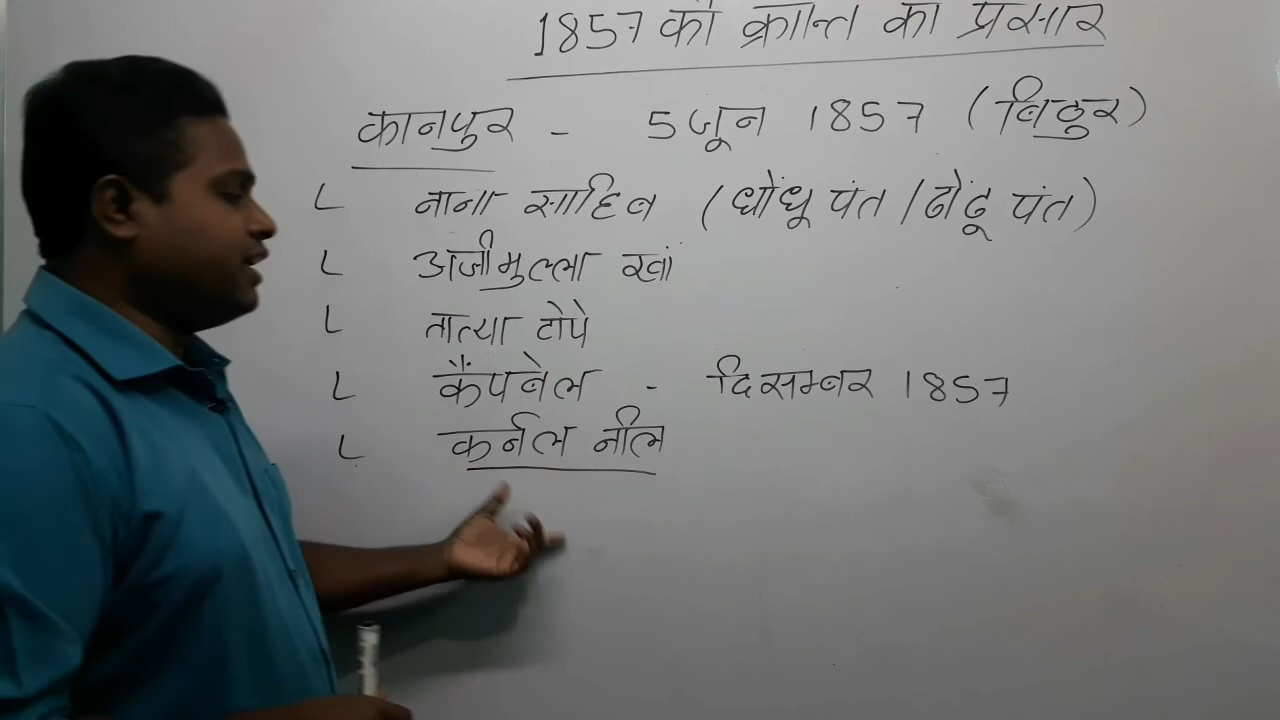 1857 की क्रान्त का प्रसार
कानपुर - 5 जून 1857 (बिठुर)
नाना साहिब (धोंधू पंत / ढोंढू पंत)
अजीमुल्ला खां
तात्या टोपे
कैंपबेल - दिसम्बर 1857
कर्नल नील